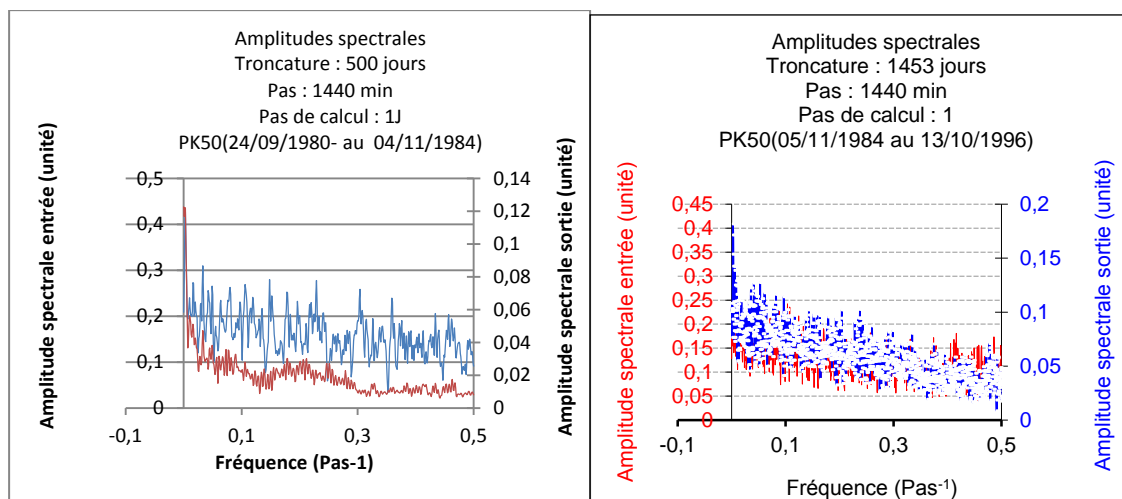 Amplitudes spectrales
Troncature : 500 jours
Pas : 1440 min
Pas de calcul : 1J
PK50(24/09/1980- au 04/11/1984)
Amplitude spectrale entrée (unité)
0,5
0,4
0,3
0,2
0,1
0
0,14
0,12
0,1
0,08
0,06
0,04
0,02
0
Amplitude spectrale sortie (unité)
-0,1
0,1
0,3
0,5
Fréquence (Pas-1)
Amplitudes spectrales
Troncature : 1453 jours
Pas : 1440 min
Pas de calcul : 1
PK50(05/11/1984 au 13/10/1996)
Amplitude spectrale entrée (unité)
0,45
0,4
0,35
0,3
0,25
0,2
0,15
0,1
0,05
0
0,2
0,15
0,1
0,05
0
Amplitude spectrale sortie (unité)
-0,1
0,1
0,3
0,5
Fréquence (Pas⁻¹)